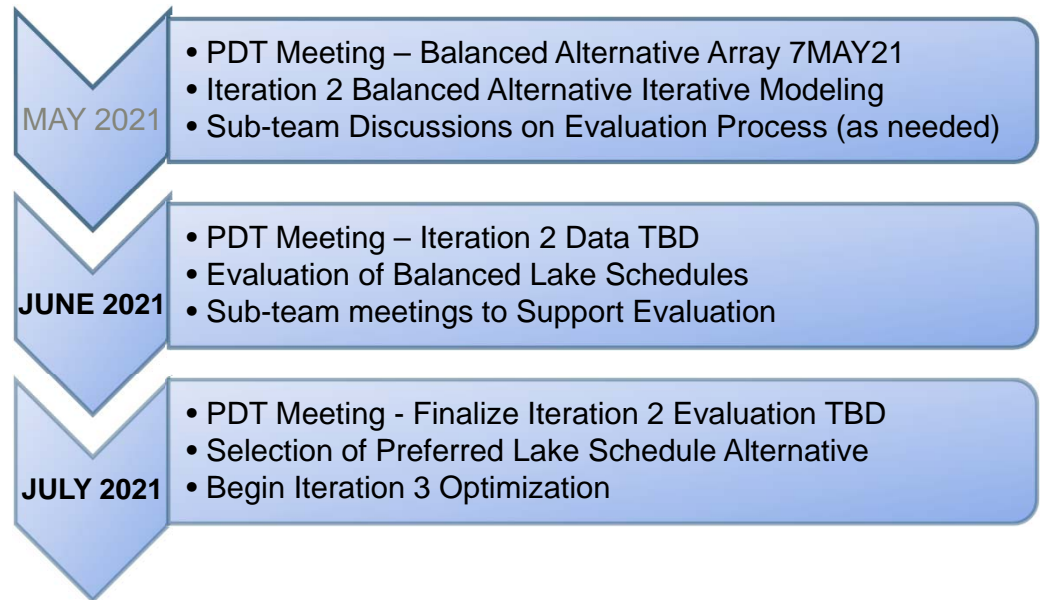 MAY 2021
• PDT Meeting – Balanced Alternative Array 7MAY21
• Iteration 2 Balanced Alternative Iterative Modeling
• Sub-team Discussions on Evaluation Process (as needed)
JUNE 2021
• PDT Meeting – Iteration 2 Data TBD
• Evaluation of Balanced Lake Schedules
• Sub-team meetings to Support Evaluation
JULY 2021
• PDT Meeting - Finalize Iteration 2 Evaluation TBD
• Selection of Preferred Lake Schedule Alternative
• Begin Iteration 3 Optimization